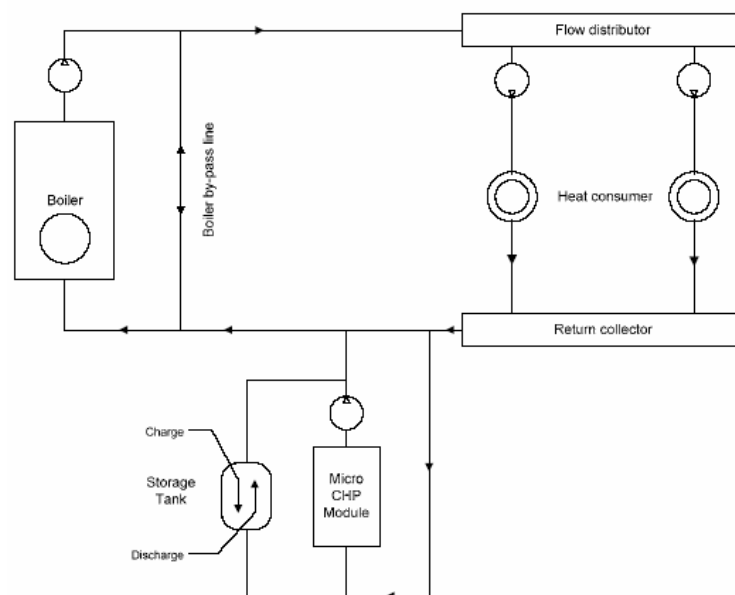 Flow distributor
Boiler
Boiler by-pass line
Heat consumer
Return collector
Charge
Storage
Tank
Micro
CHP
Module
Discharge